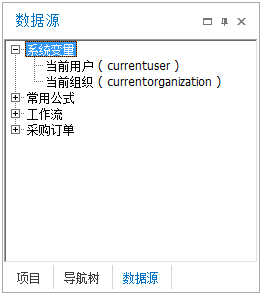 数据源
系统变量
当前用户 ( currentuser )
当前组织 ( currentorganization )
常用公式
工作流
采购订单
项目 导航树 数据源